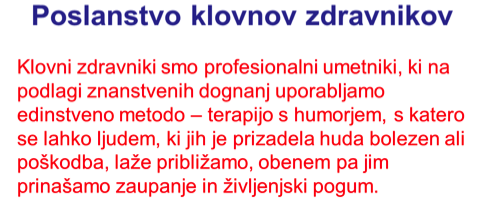 Poslanstvo klovnov zdravnikov
Klovni zdravniki smo profesionalni umetniki, ki na
podlagi znanstvenih dognanj uporabljamo
edinstveno metodo – terapijo s humorjem, s katero
se lahko ljudem, ki jih je prizadela huda bolezen ali
poškodba, laže približamo, obenem pa jim
prinašamo zaupanje in življenjski pogum.